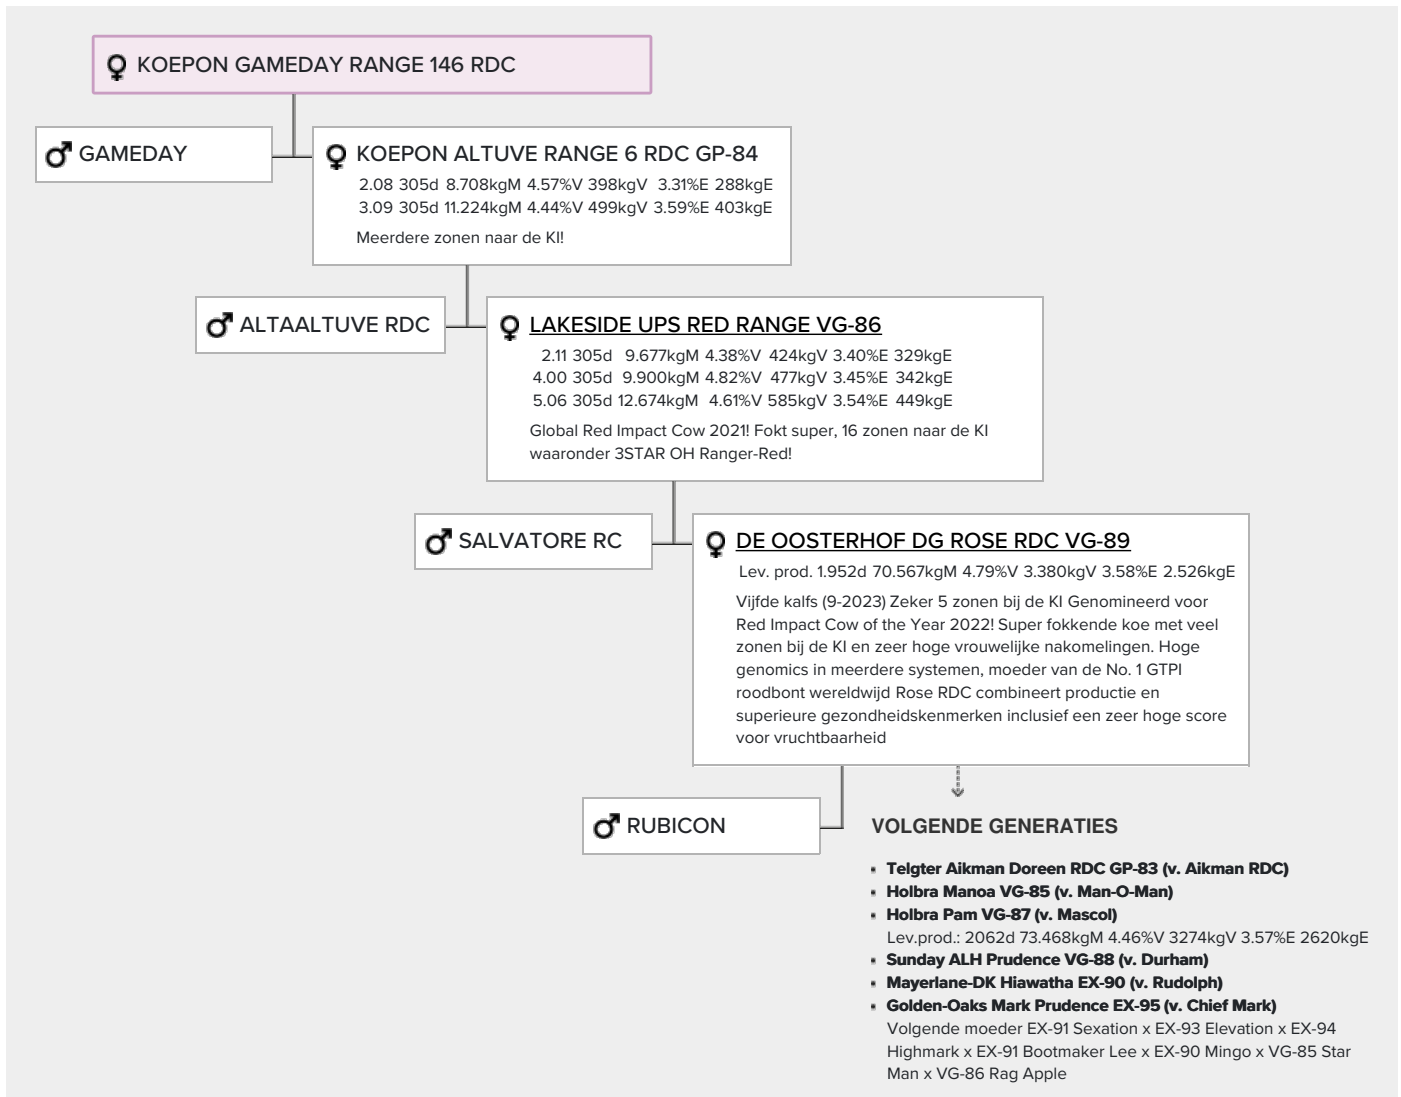 KOEPON GAMEDAY RANGE 146 RDC
GAMEDAY
KOEPON ALTUVE RANGE 6 RDC GP-84
2.08 305d 8.708kgM 4.57%V 398kgV 3.31%E 288kgE
3.09 305d 11.224kgM 4.44%V 499kgV 3.59%E 403kgE
Meerdere zonen naar de KI!
ALTAALTUVE RDC
LAKESIDE UPS RED RANGE VG-86
2.11 305d 9.677kgM 4.38%V 424kgV 3.40%E 329kgE
4.00 305d 9.900kgM 4.82%V 477kgV 3.45%E 342kgE
5.06 305d 12.674kgM 4.61%V 585kgV 3.54%E 449kgE
Global Red Impact Cow 2021! Fokt super, 16 zonen naar de KI
waaronder 3STAR OH Ranger-Red!
SALVATORE RC
DE OOSTERHOF DG ROSE RDC VG-89
Lev. prod. 1.952d 70.567kgM 4.79%V 3.380kgV 3.58%E 2.526kgE
Vijfde kalfs (9-2023) Zeker 5 zonen bij de KI Genomineerd voor
Red Impact Cow of the Year 2022! Super fokkende koe met veel
zonen bij de KI en zeer hoge vrouwelijke nakomelingen. Hoge
genomics in meerdere systemen, moeder van de No. 1 GTPI
roodbont wereldwijd Rose RDC combineert productie en
superieure gezondheidskenmerken inclusief een zeer hoge score
voor vruchtbaarheid
RUBICON
VOLGENDE GENERATIES
Telgter Aikman Doreen RDC GP-83 (v. Aikman RDC)
Holbra Manoa VG-85 (v. Man-O-Man)
Holbra Pam VG-87 (v. Mascol)
Lev.prod.: 2062d 73.468kgM 4.46%V 3274kgV 3.57%E 2620kgE
Sunday ALH Prudence VG-88 (v. Durham)
Mayerlane-DK Hiawatha EX-90 (v. Rudolph)
Golden-Oaks Mark Prudence EX-95 (v. Chief Mark)
Volgende moeder EX-91 Sexation x EX-93 Elevation x EX-94
Highmark x EX-91 Bootmaker Lee x EX-90 Mingo x VG-85 Star
Man x VG-86 Rag Apple